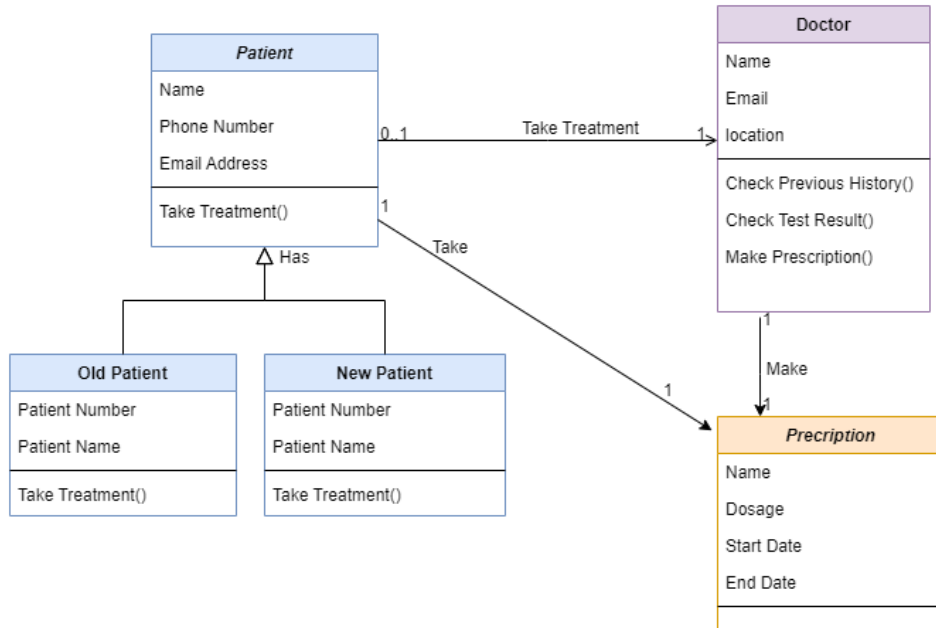 Patient
Name
Phone Number
Email Address
Take Treatment()
0..1
Take Treatment
1
Doctor
Name
Email
location
Check Previous History()
Check Test Result()
Make Prescription()
1
Take
1
Has
Old Patient
Patient Number
Patient Name
Take Treatment()
New Patient
Patient Number
Patient Name
Take Treatment()
1
Make
1
Precription
Name
Dosage
Start Date
End Date